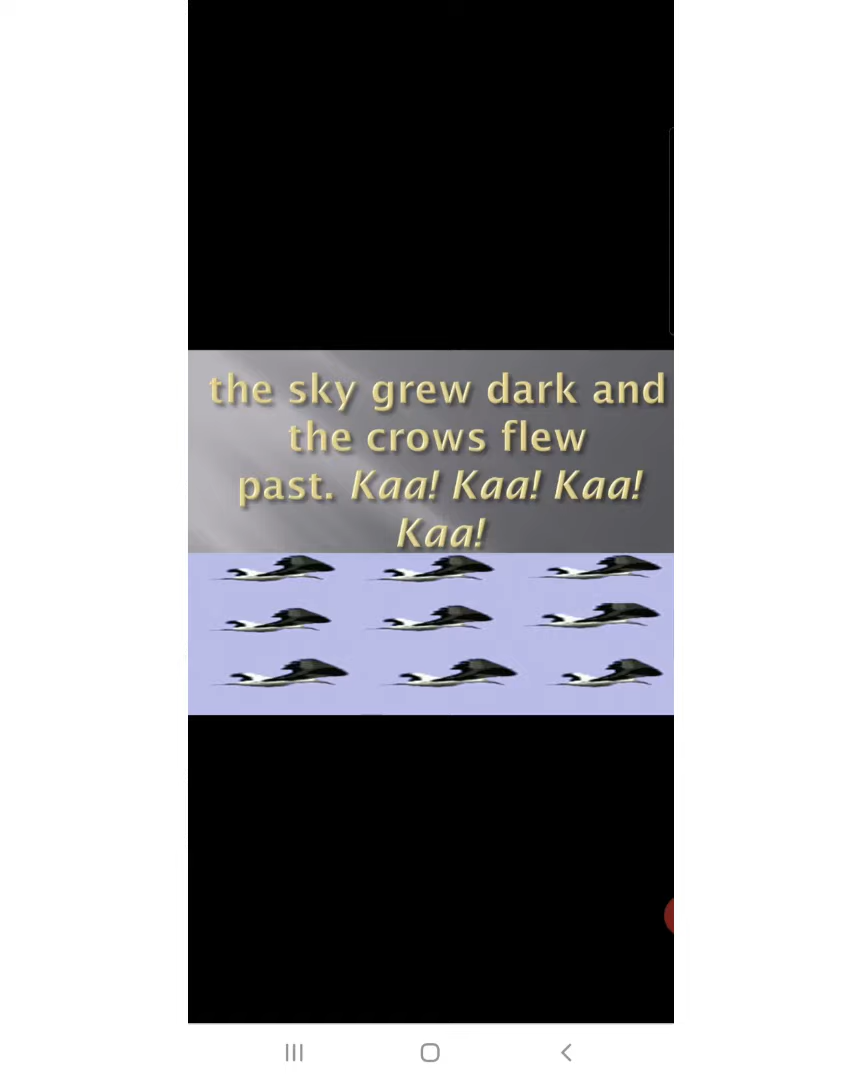 the sky grew dark and
the crows flew
past. Kaa! Kaa! Kaa!
Kaa!